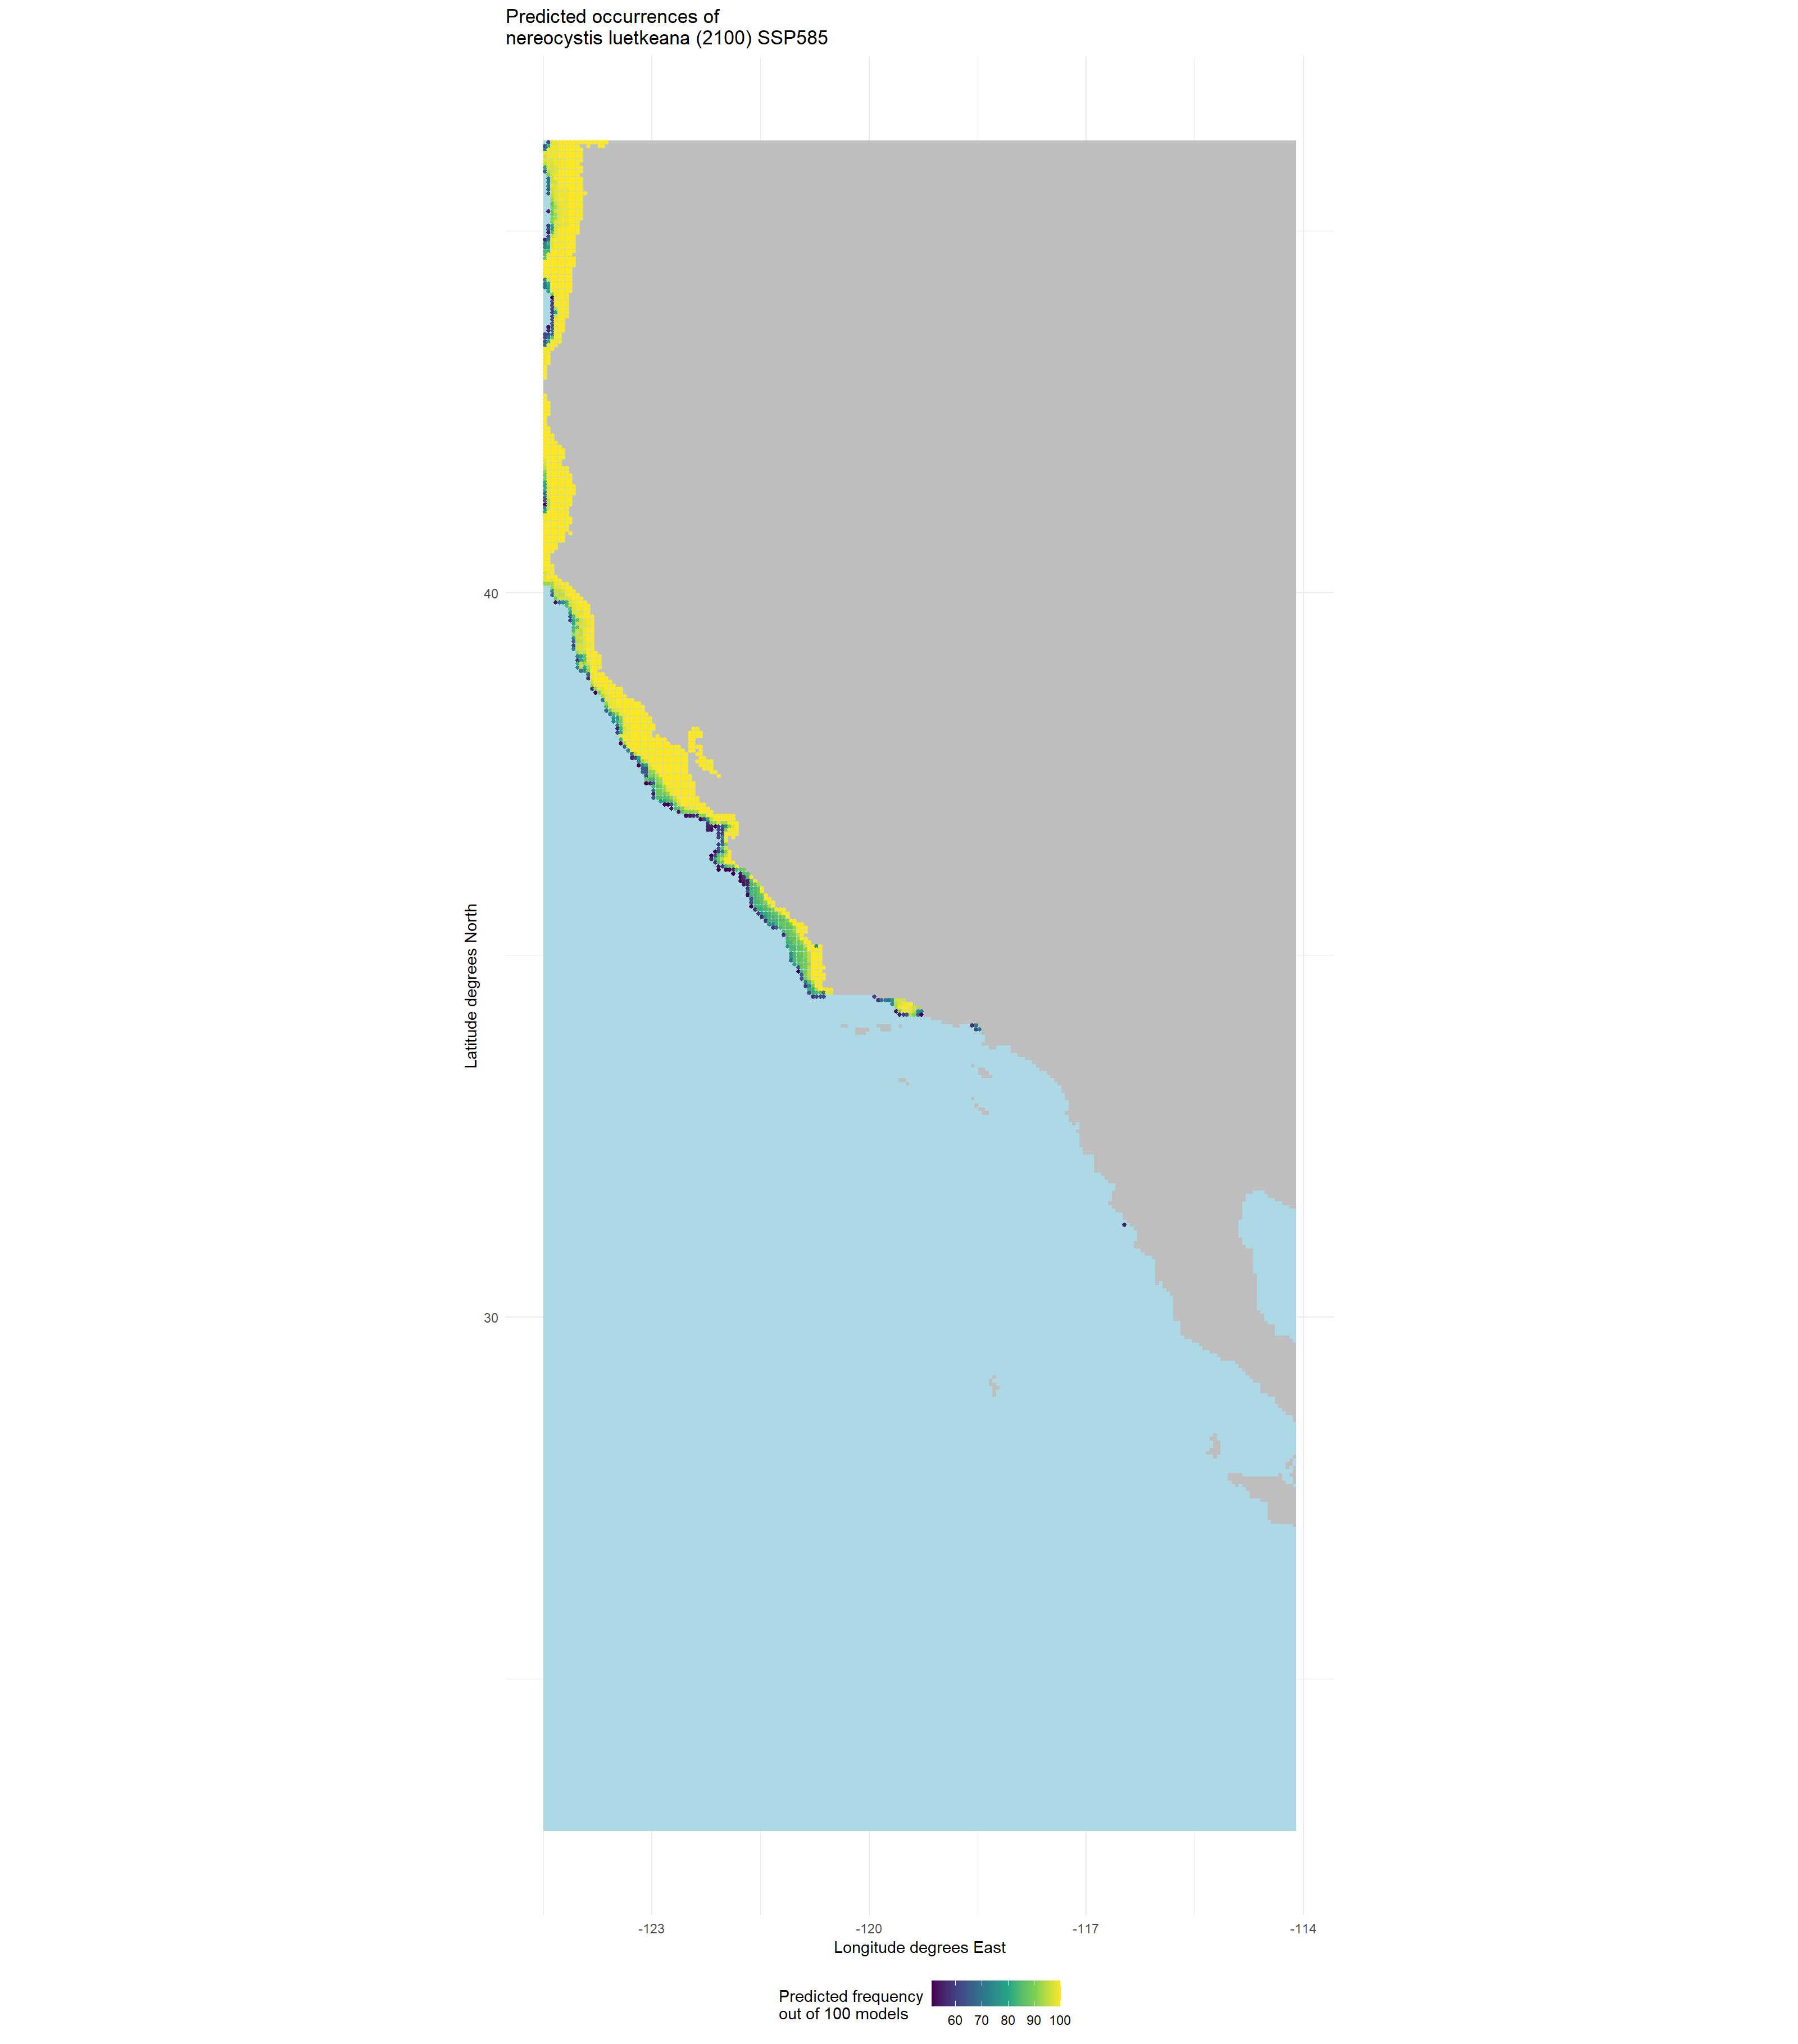 Predicted occurrences of
nereocystis luetkeana (2100) SSP585
40
30
Latitude degrees North
-123 -120 -117 -114
Longitude degrees East
Predicted frequency
out of 100 models
60 70 80 90 100